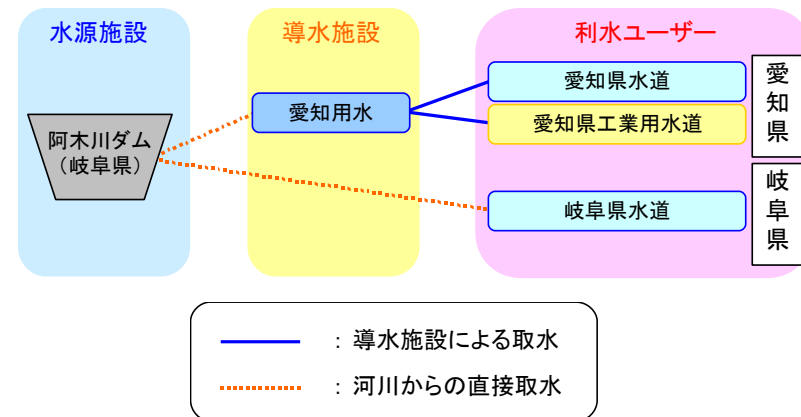 水源施設
導水施設
利水ユーザー
阿木川ダム
（岐阜県）
愛知用水
愛知県水道
愛知県工業用水道
愛知県
岐阜県水道
岐阜県
： 導水施設による取水
： 河川からの直接取水